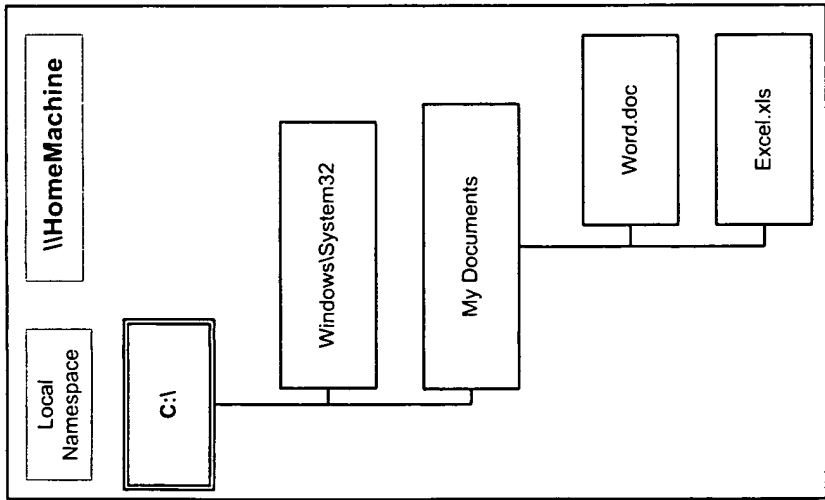 Local
Namespace
\\HomeMachine
C:\
Windows\System32
My Documents
Word.doc
Excel.xls